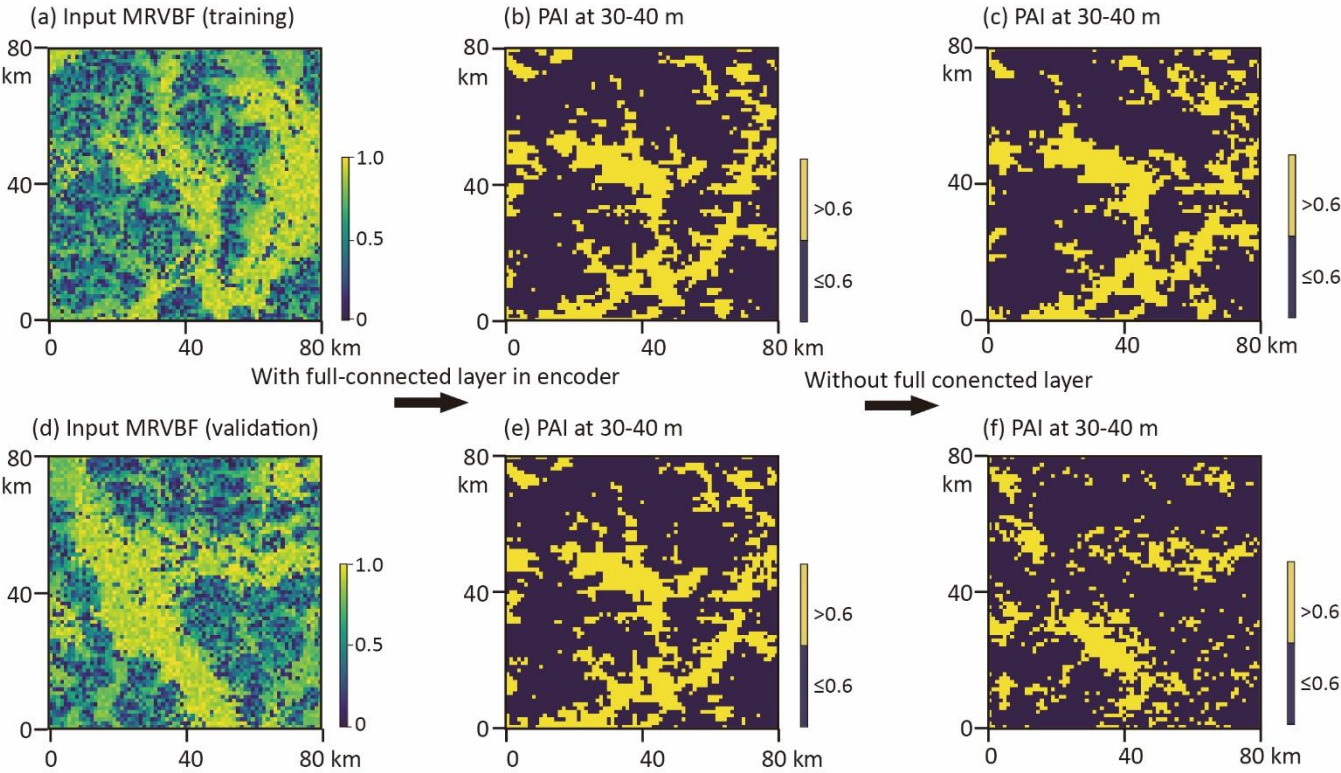 (a) Input MRVBF (training)
(b) PAI at 30-40 m
(c) PAI at 30-40 m
80
km
40
0
0
40
80 km
1.0
0.5
0
80
km
40
0
0
40
80 km
>0.6
≤0.6
80
km
40
0
0
40
80 km
>0.6
≤0.6
With full-connected layer in encoder
Without full conencted layer
(d) Input MRVBF (validation)
(e) PAI at 30-40 m
(f) PAI at 30-40 m
80
km
40
0
0
40
80 km
1.0
0.5
0
80
km
40
0
0
40
80 km
>0.6
≤0.6
80
km
40
0
0
40
80 km
>0.6
≤0.6